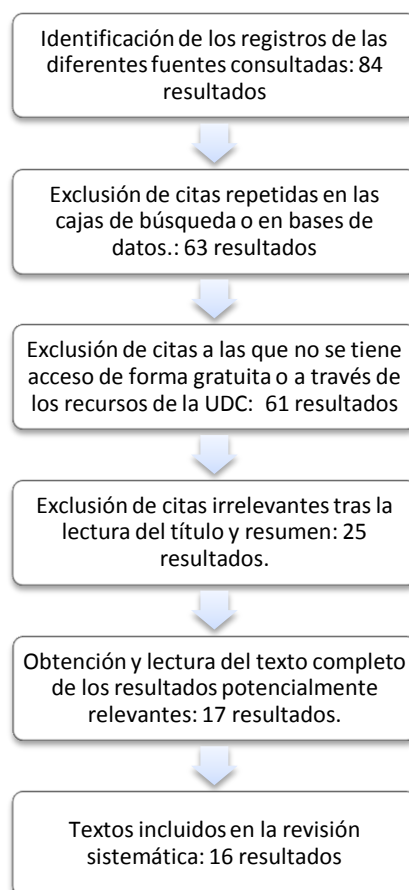 Identificación de los registros de las
diferentes fuentes consultadas: 84
resultados
Exclusión de citas repetidas en las
cajas de búsqueda o en bases de
datos.: 63 resultados
Exclusión de citas a las que no se tiene
acceso de forma gratuita o a través de
los recursos de la UDC: 61 resultados
Exclusión de citas irrelevantes tras la
lectura del título y resumen: 25
resultados.
Obtención y lectura del texto completo
de los resultados potencialmente
relevantes: 17 resultados.
Textos incluidos en la revisión
sistemática: 16 resultados